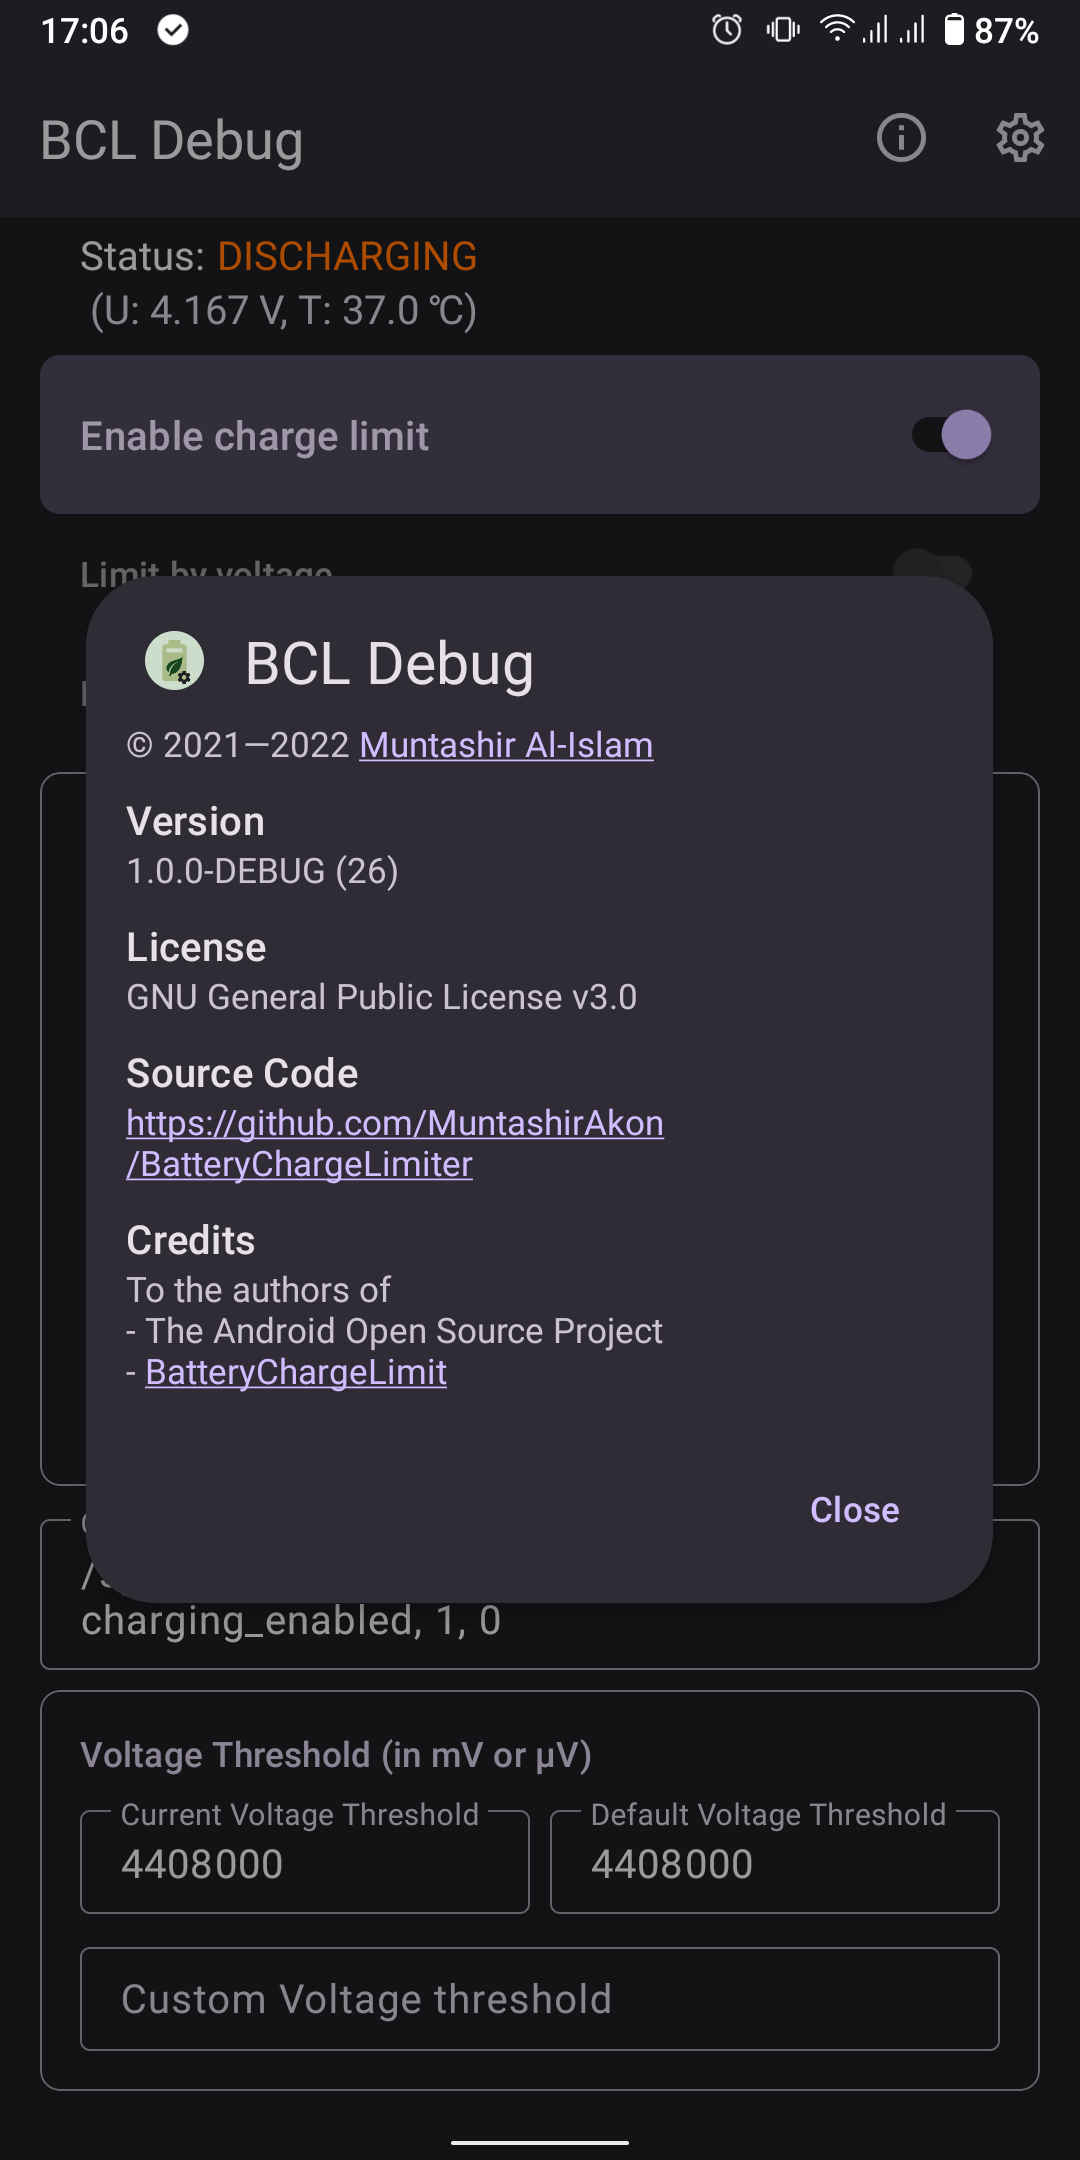 17:06 87%
BCL Debug
Status: DISCHARGING
(U: 4.167 V, T: 37.0 °C)
Enable charge limit
Limit by voltage
BCL Debug
© 2021—2022 Muntashir Al-Islam
Version
1.0.0-DEBUG (26)
License
GNU General Public License v3.0
Source Code
https://github.com/MuntashirAkon
/BatteryChargeLimiter
Credits
To the authors of
- The Android Open Source Project
- BatteryChargeLimit
Close
charging_enabled, 1, 0
Voltage Threshold (in mV or µV)
Current Voltage Threshold Default Voltage Threshold
4408000 4408000
Custom Voltage threshold